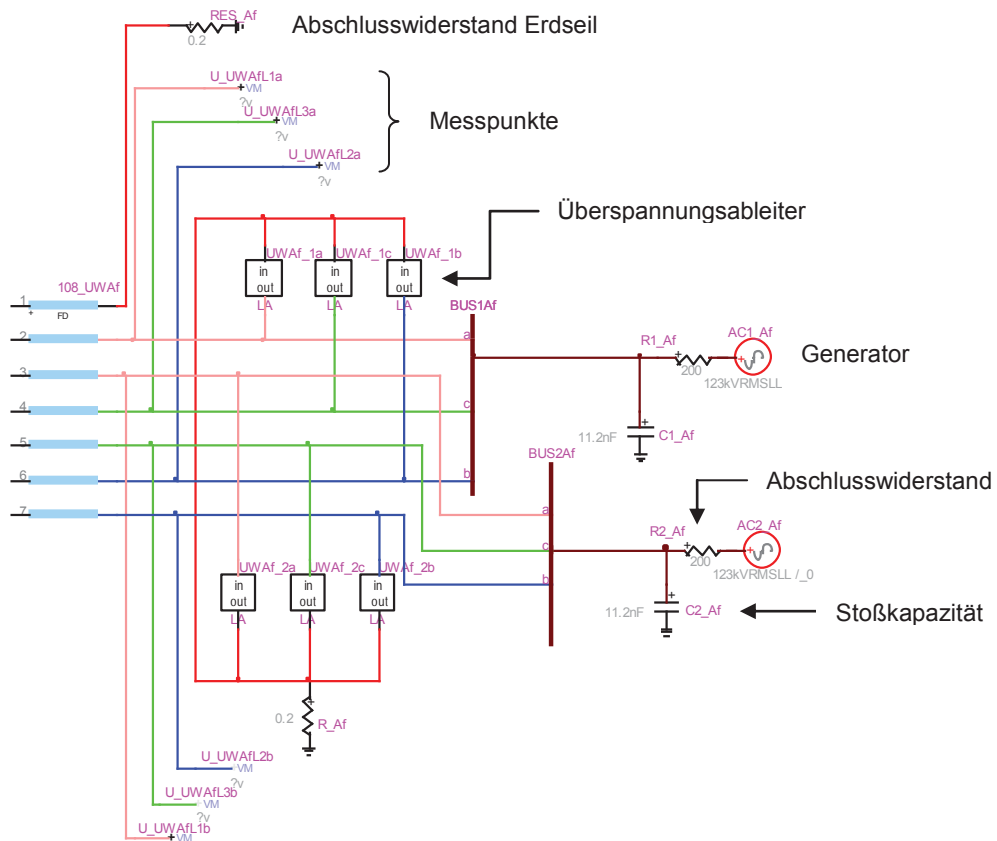 RES_Af
+
0.2
Abschlusswiderstand Erdseil
U_UWAfL1a
+VM
?v
U_UWAfL3a
+VM
?v
Messpunkte
U_UWAfL2a
+VM
?v
Überspannungsableiter
UWAf_1a
UWAf_1c
UWAf_1b
in
out
in
out
in
out
LA
LA
LA
108_UWAf
1
+
FD
2
3
4
5
6
7
BUS1Af
a
c
b
R1_Af
+
200
AC1_Af
+
123kVRMSLL
Generator
+
11.2nF
C1_Af
BUS2Af
a
c
b
Abschlusswiderstand
R2_Af
+
200
AC2_Af
+
123kVRMSLL /_0
+
11.2nF
C2_Af
Stoßkapazität
UWAf_2a
UWAf_2c
UWAf_2b
in
out
in
out
in
out
LA
LA
LA
+
0.2
R_Af
U_UWAfL2b
+VM
?v
U_UWAfL3b
+VM
?v
U_UWAfL1b
+VM